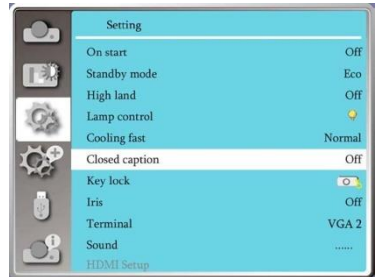 Setting
On start Off
Standby mode Eco
High land Off
Lamp control
Cooling fast Normal
Closed caption Off
Key lock
Iris Off
Terminal VGA 2
Sound ......
HDMI Setup